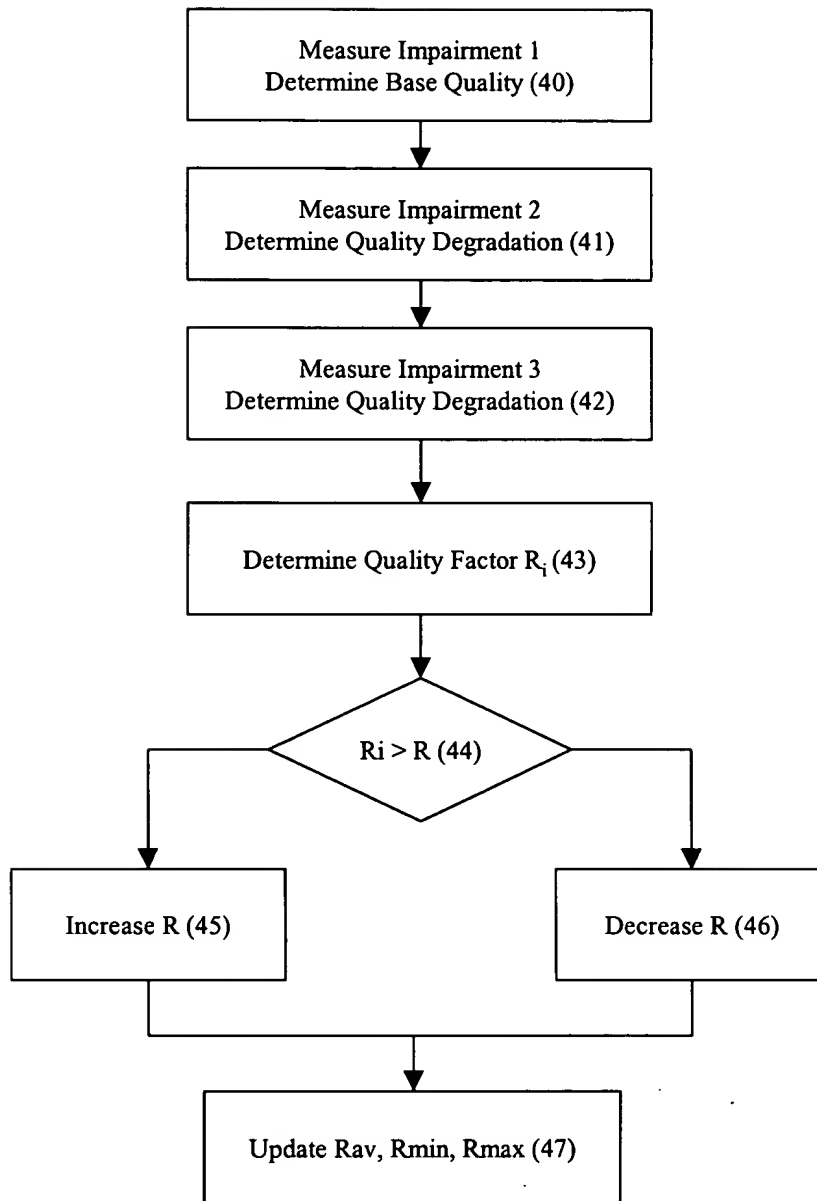 Measure Impairment 1
Determine Base Quality (40)
Measure Impairment 2
Determine Quality Degradation (41)
Measure Impairment 3
Determine Quality Degradation (42)
Determine Quality Factor Ri (43)
Ri > R (44)
Increase R (45)
Decrease R (46)
Update Rav, Rmin, Rmax (47)